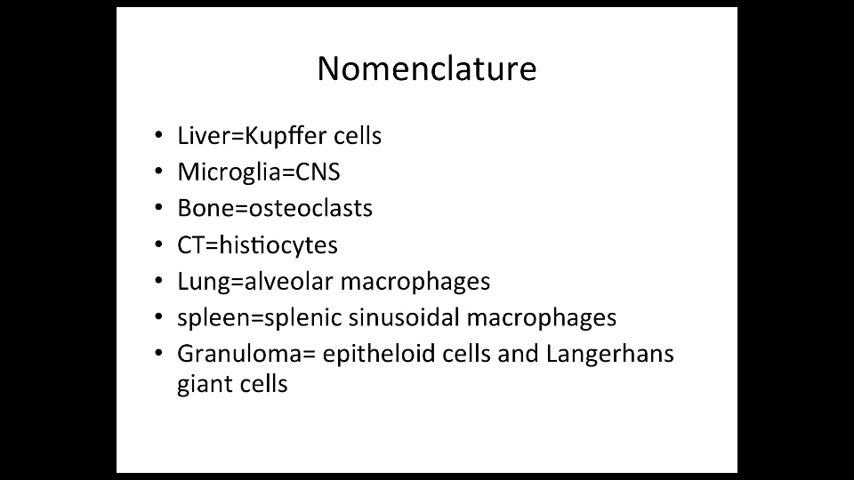 Nomenclature
• Liver=Kupffer cells
• Microglia=CNS
• Bone=osteoclasts
• CT=histiocytes
• Lung=alveolar macrophages
• spleen=splenic sinusoidal macrophages
• Granuloma= epitheloid cells and Langerhans
giant cells